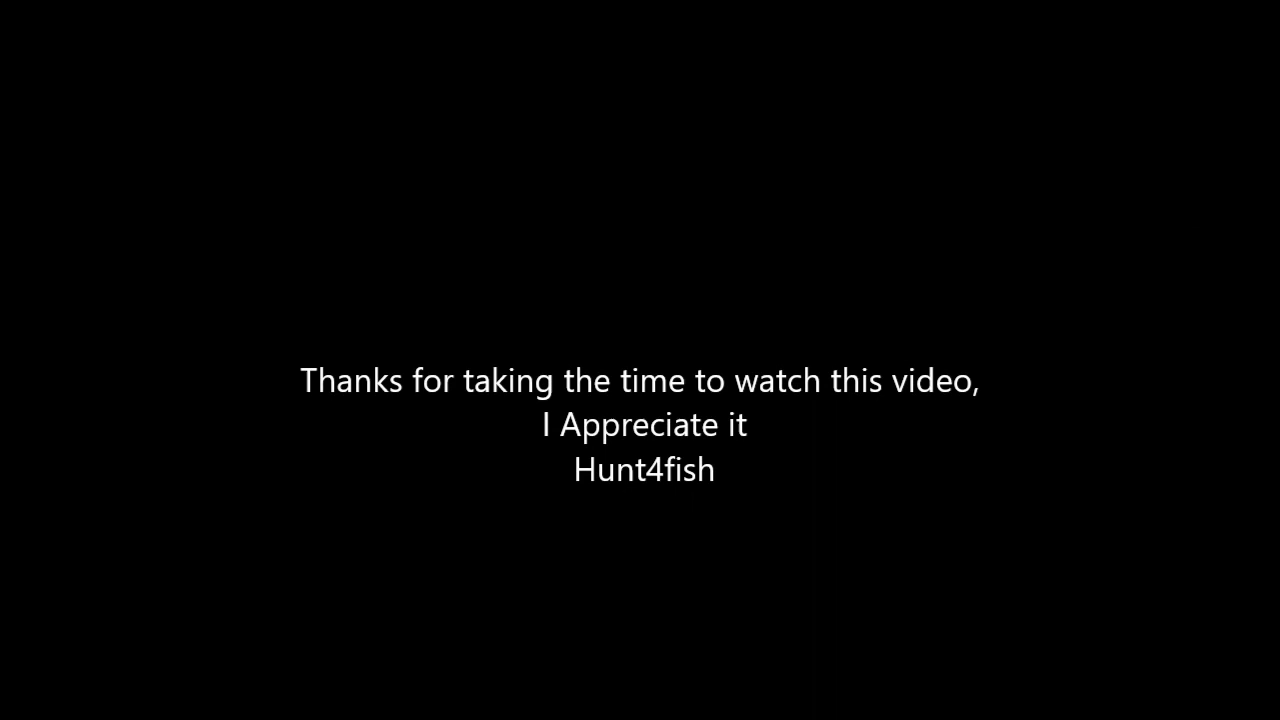 Thanks for taking the time to watch this video,
I Appreciate it
Hunt4fish